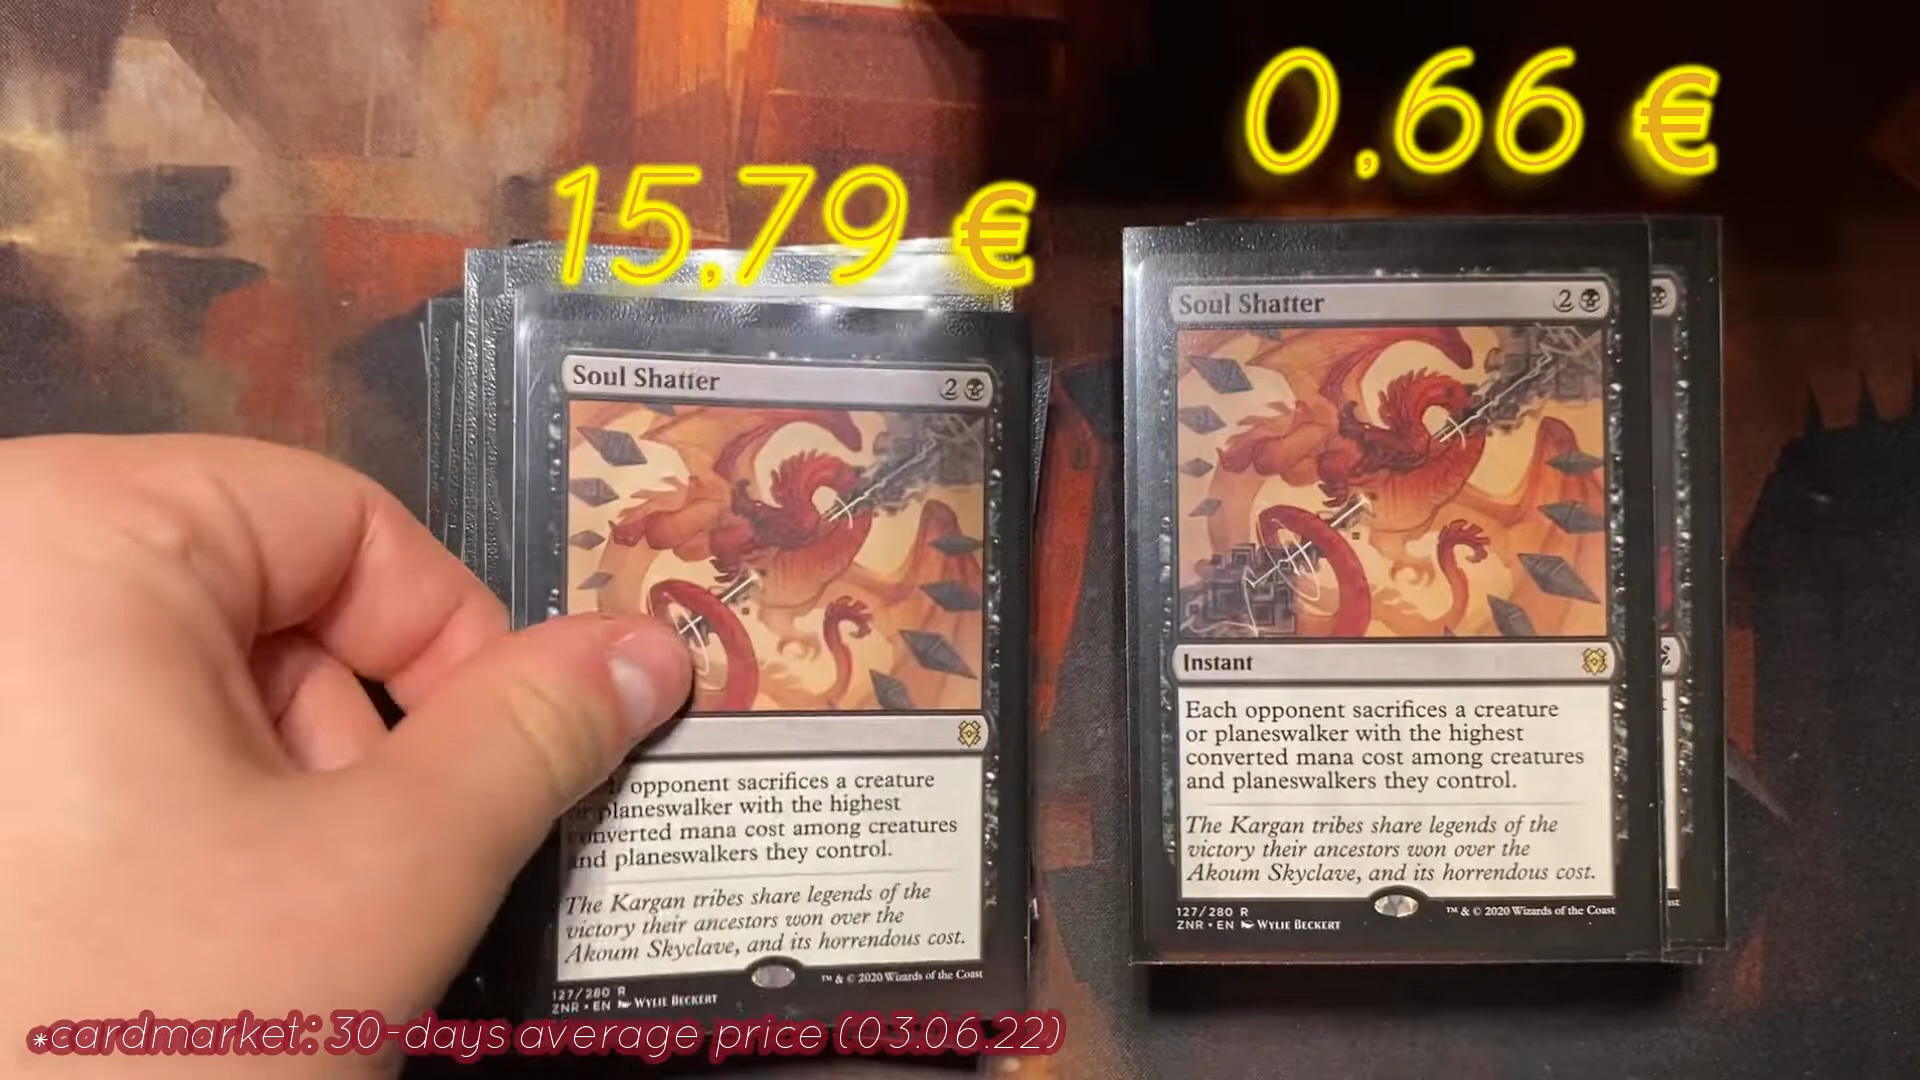 0,66 €
15,79 €
Soul Shatter 2
opponent sacrifices a creature
or planeswalker with the highest
converted mana cost among creatures
and planeswalkers they control.
The Kargan tribes share legends of the
victory their ancestors won over the
Akoum Skyclave, and its horrendous cost.
127/280 R
ZNR • EN WYLIE BECKERT
™ & © 2020 Wizards of the Coast
Soul Shatter 2
Instant
Each opponent sacrifices a creature
or planeswalker with the highest
converted mana cost among creatures
and planeswalkers they control.
The Kargan tribes share legends of the
victory their ancestors won over the
Akoum Skyclave, and its horrendous cost.
127/280 R
ZNR • EN WYLIE BECKERT
™ & © 2020 Wizards of the Coast
*cardmarket: 30-days average price (03.06.22)